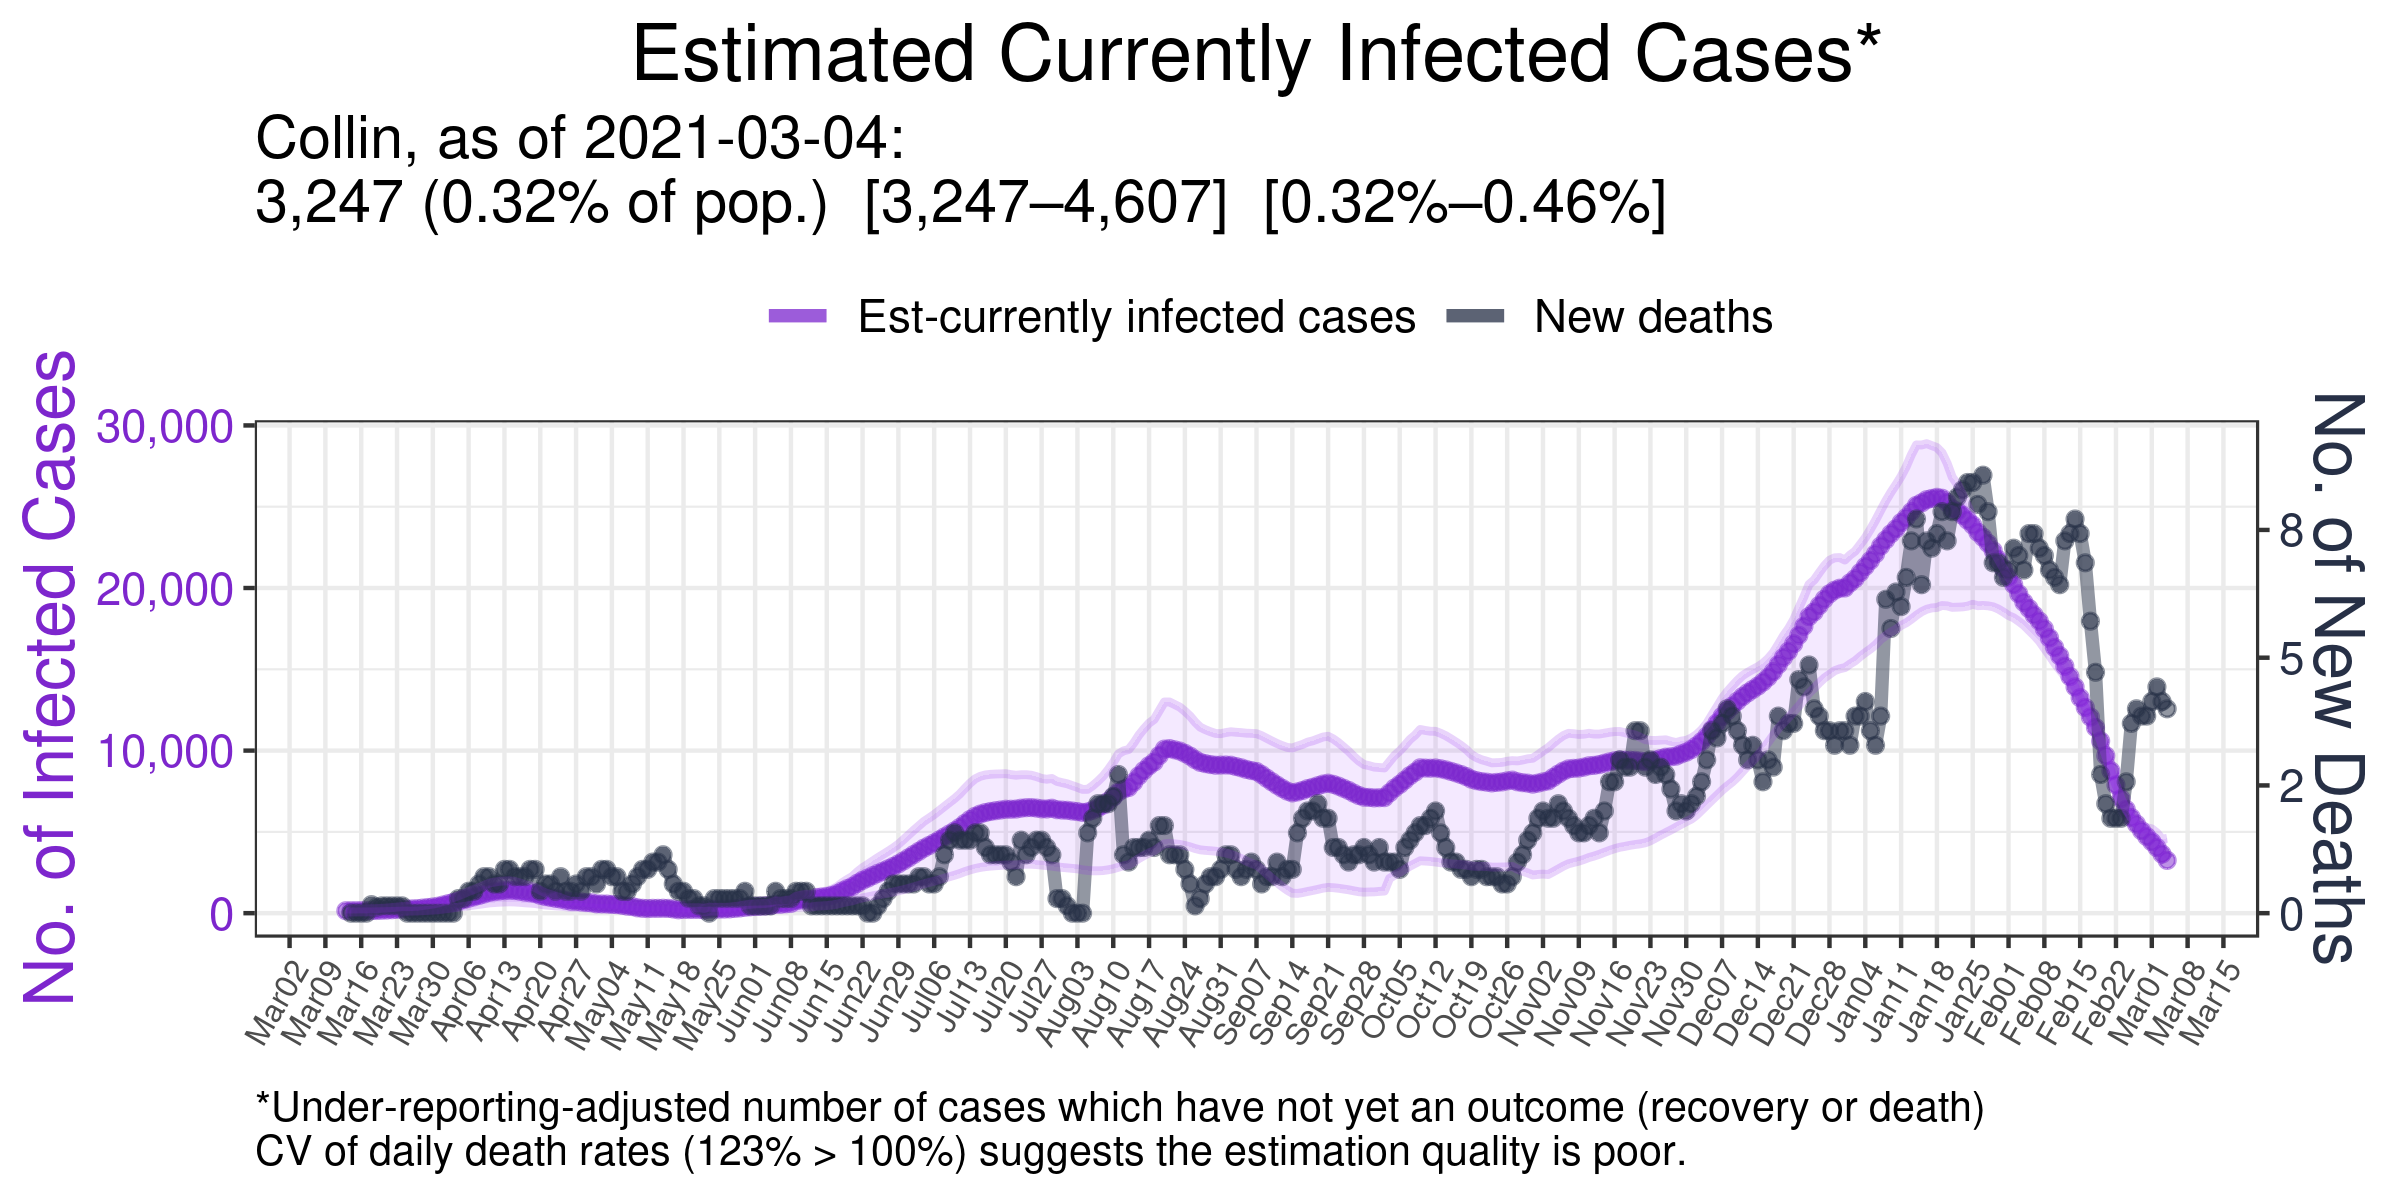 Estimated Currently Infected Cases*
Collin, as of 2021-03-04:
3,247 (0.32% of pop.)  [3,247–4,607]  [0.32%–0.46%]
Est-currently infected cases
New deaths
No. of Infected Cases
30,000
20,000
10,000
0
No. of New Deaths
8
5
2
0
Mar02
Mar09
Mar16
Mar23
Mar30
Apr06
Apr13
Apr20
Apr27
May04
May11
May18
May25
Jun01
Jun08
Jun15
Jun22
Jun29
Jul06
Jul13
Jul20
Jul27
Aug03
Aug10
Aug17
Aug24
Aug31
Sep07
Sep14
Sep21
Sep28
Oct05
Oct12
Oct19
Oct26
Nov02
Nov09
Nov16
Nov23
Nov30
Dec07
Dec14
Dec21
Dec28
Jan04
Jan11
Jan18
Jan25
Feb01
Feb08
Feb15
Feb22
Mar01
Mar08
Mar15
*Under-reporting-adjusted number of cases which have not yet an outcome (recovery or death)
CV of daily death rates (123% > 100%) suggests the estimation quality is poor.